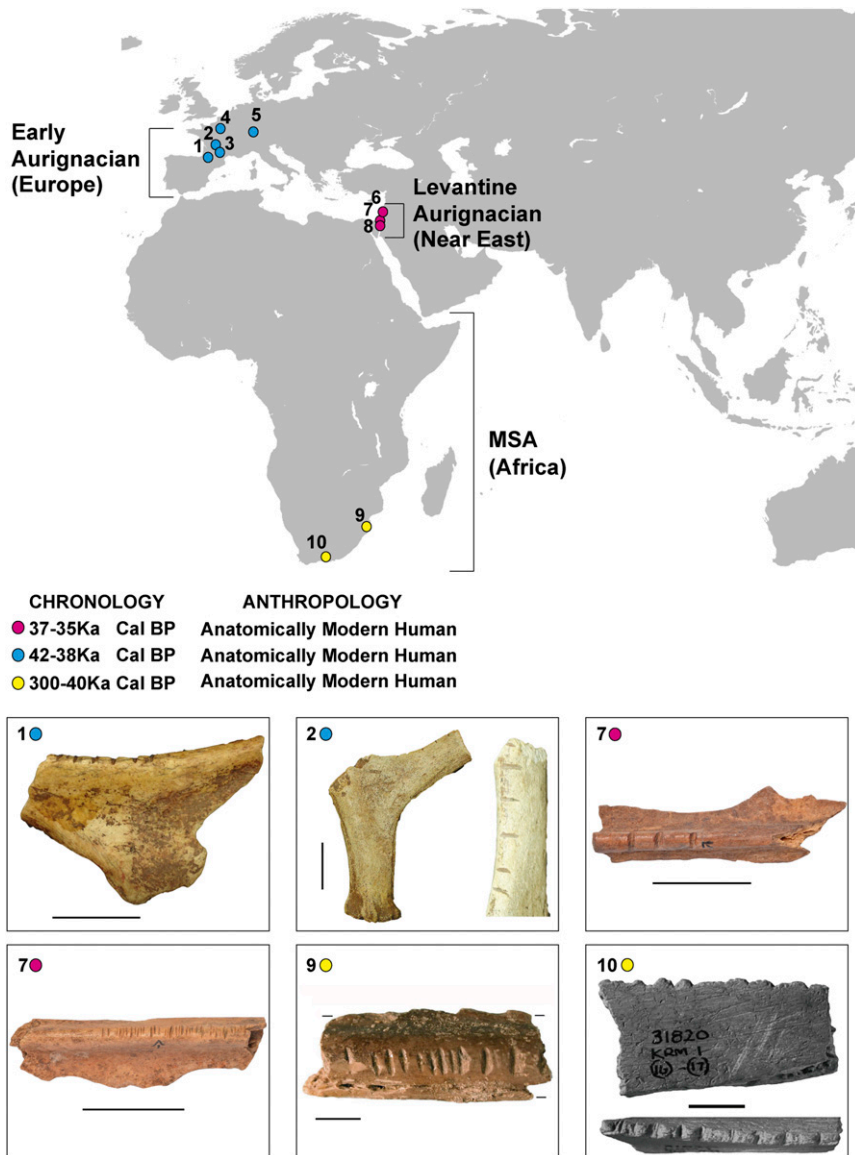 4
5
2
3
1
Early
Aurignacian
(Europe)
6
7
8
Levantine
Aurignacian
(Near East)
MSA
(Africa)
9
10
CHRONOLOGY ANTHROPOLOGY
37-35Ka Cal BP Anatomically Modern Human
42-38Ka Cal BP Anatomically Modern Human
300-40Ka Cal BP Anatomically Modern Human
1
2
7
7
9
10
31820
KRM 1
16 - 17